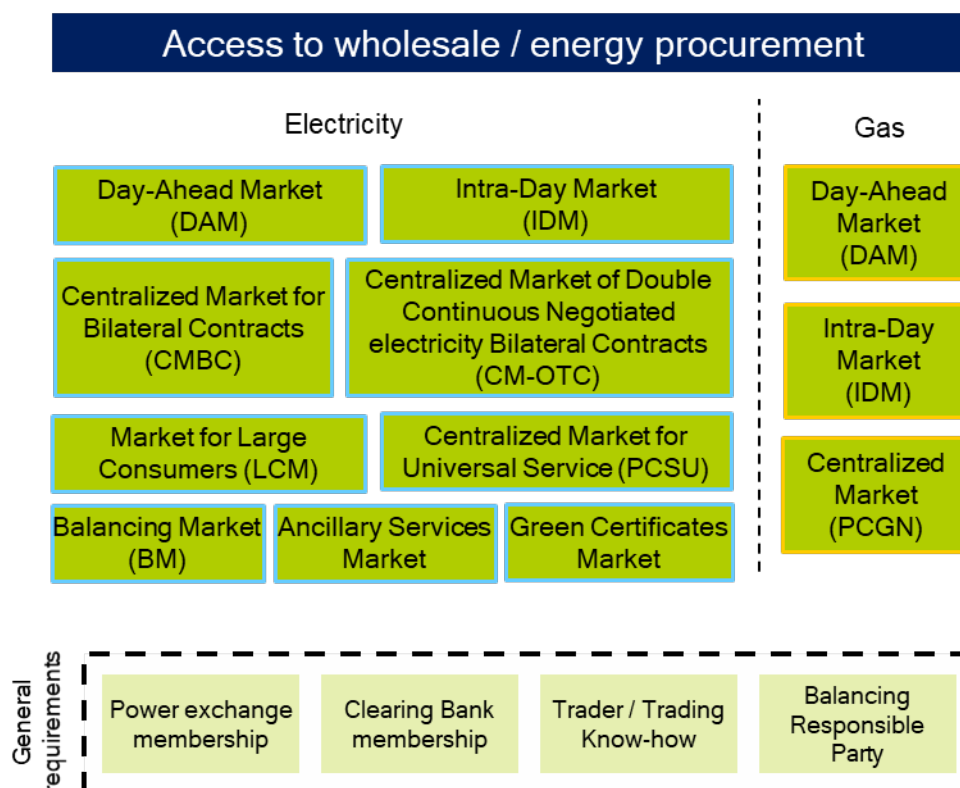 Access to wholesale / energy procurement
Electricity
Gas
Day-Ahead Market
(DAM)
Intra-Day Market
(IDM)
Centralized Market for
Bilateral Contracts
(CMBC)
Centralized Market of Double
Continuous Negotiated
electricity Bilateral Contracts
(CM-OTC)
Market for Large
Consumers (LCM)
Centralized Market for
Universal Service (PCSU)
Balancing Market
(BM)
Ancillary Services
Market
Green Certificates
Market
Day-Ahead
Market
(DAM)
Intra-Day
Market
(IDM)
Centralized
Market
(PCGN)
General
requirements
Power exchange
membership
Clearing Bank
membership
Trader / Trading
Know-how
Balancing
Responsible
Party